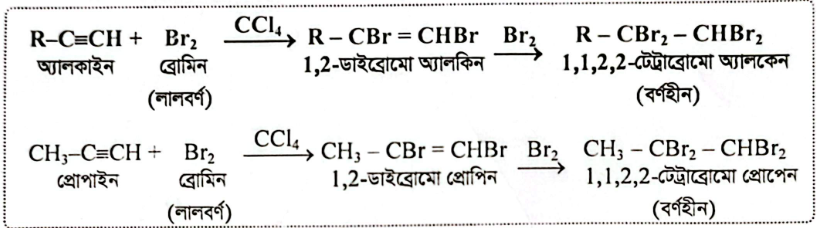 R–C≡CH + Br₂ CCl₄→ R – CBr = CHBr Br₂→ R – CBr₂ – CHBr₂
অ্যালকাইন ব্রোমিন 1,2-ডাইব্রোমো অ্যালকিন 1,1,2,2-টেট্রাব্রোমো অ্যালকেন
(লালবর্ণ) (বর্ণহীন)
CH₃–C≡CH + Br₂ CCl₄→ CH₃ – CBr = CHBr Br₂→ CH₃ – CBr₂ – CHBr₂
প্রোপাইন ব্রোমিন 1,2-ডাইব্রোমো প্রোপিন 1,1,2,2-টেট্রাব্রোমো প্রোপেন
(লালবর্ণ) (বর্ণহীন)